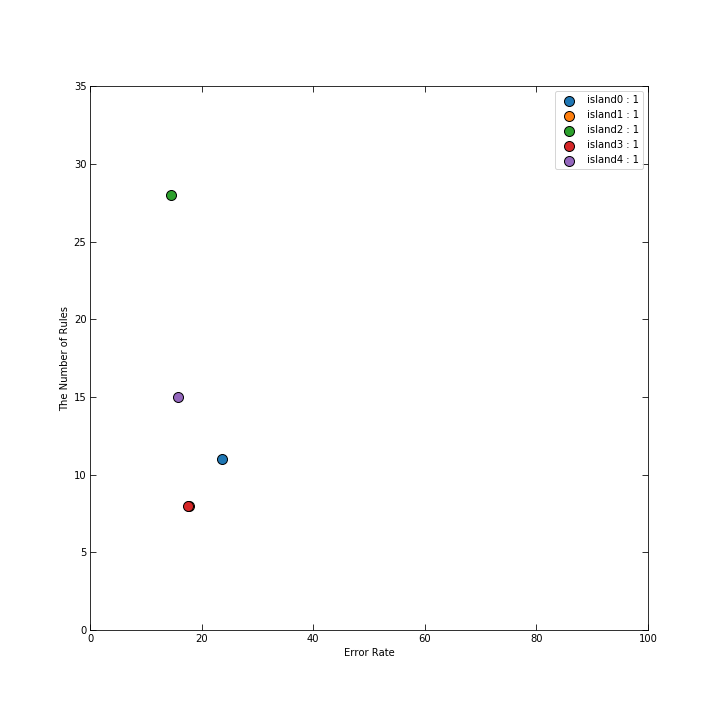 35
30
25
20
15
10
5
0
The Number of Rules
0 20 40 60 80 100
Error Rate
island0 : 1
island1 : 1
island2 : 1
island3 : 1
island4 : 1